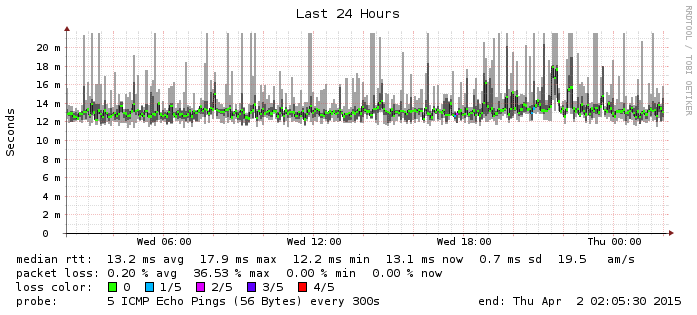 Last 24 Hours
RRDTOOL / TOBI OETIKER
Seconds
20 m
18 m
16 m
14 m
12 m
10 m
8 m
6 m
4 m
2 m
0
Wed 06:00 Wed 12:00 Wed 18:00 Thu 00:00
median rtt: 13.2 ms avg 17.9 ms max 12.2 ms min 13.1 ms now 0.7 ms sd 19.5 am/s
packet loss: 0.20 % avg 36.53 % max 0.00 % min 0.00 % now
loss color: 0 1/5 2/5 3/5 4/5
probe: 5 ICMP Echo Pings (56 Bytes) every 300s end: Thu Apr 2 02:05:30 2015